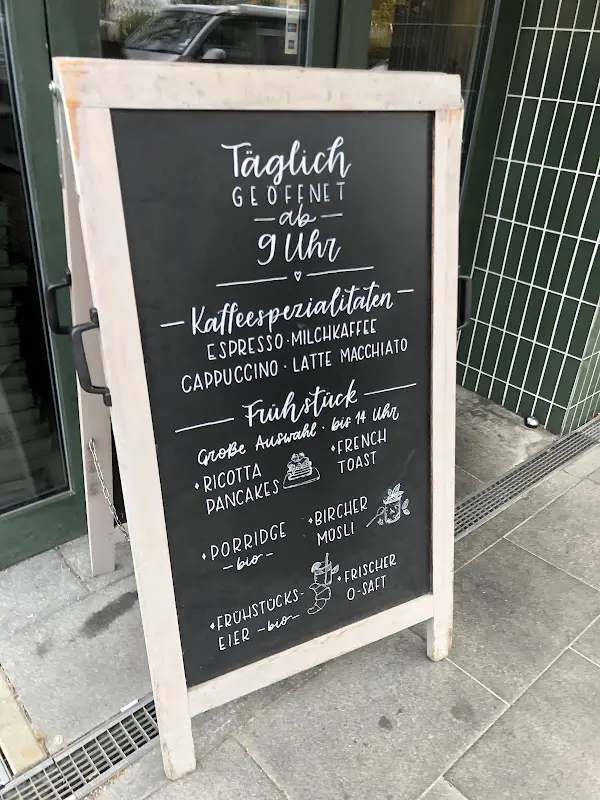 Täglich
GEÖFFNET
— ab —
9 Uhr
— Kaffeespezialitäten —
ESPRESSO · MILCHKAFFEE
CAPPUCCINO · LATTE MACCHIATO
Frühstück
Große Auswahl · bis 14 Uhr
• RICOTTA PANCAKES
• FRENCH TOAST
• PORRIDGE
— bio —
• BIRCHER MÜSLI
• FRÜHSTÜCKS-
EIER — bio —
• FRISCHER
O-SAFT